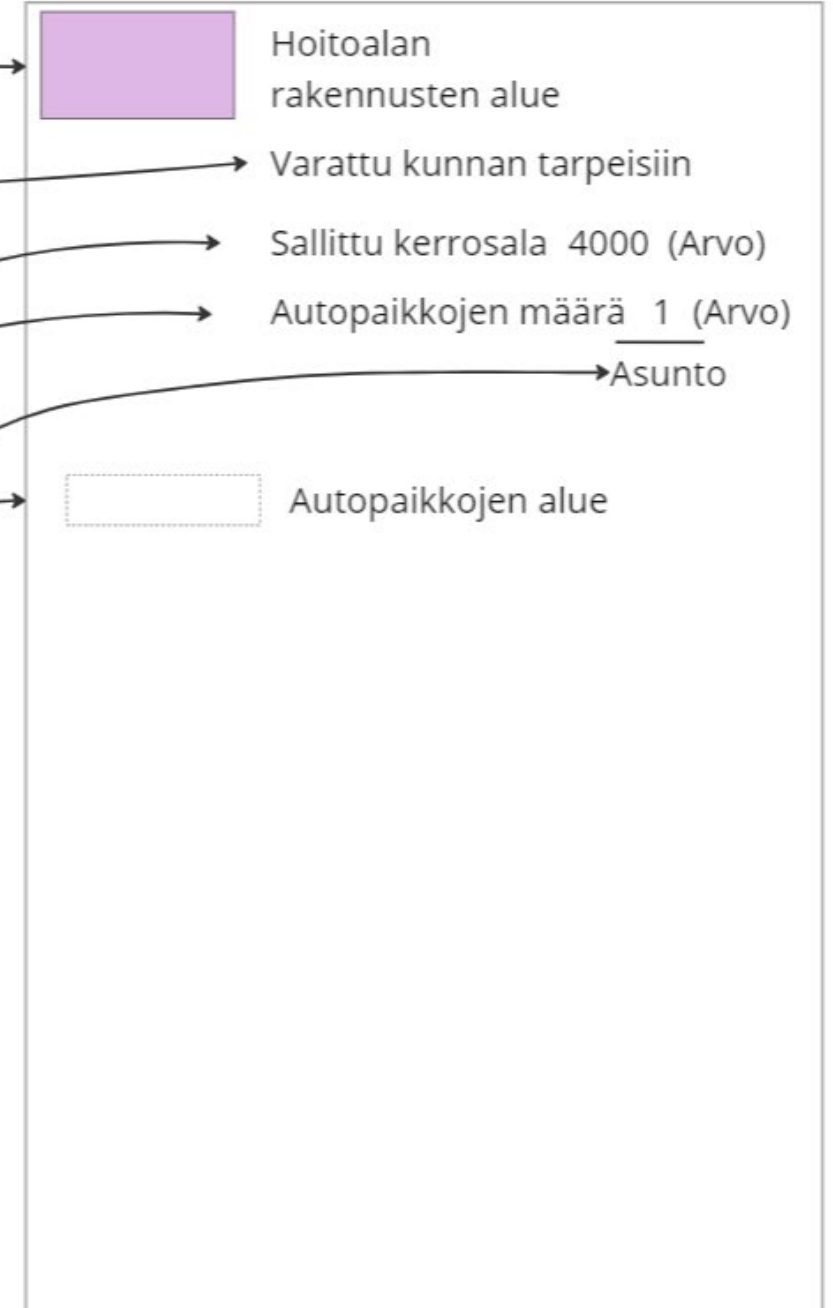 Hoitoalan
rakennusten alue
Varattu kunnan tarpeisiin
Sallittu kerrosala 4000 (Arvo)
Autopaikkojen määrä 1 (Arvo)
Asunto
Autopaikkojen alue